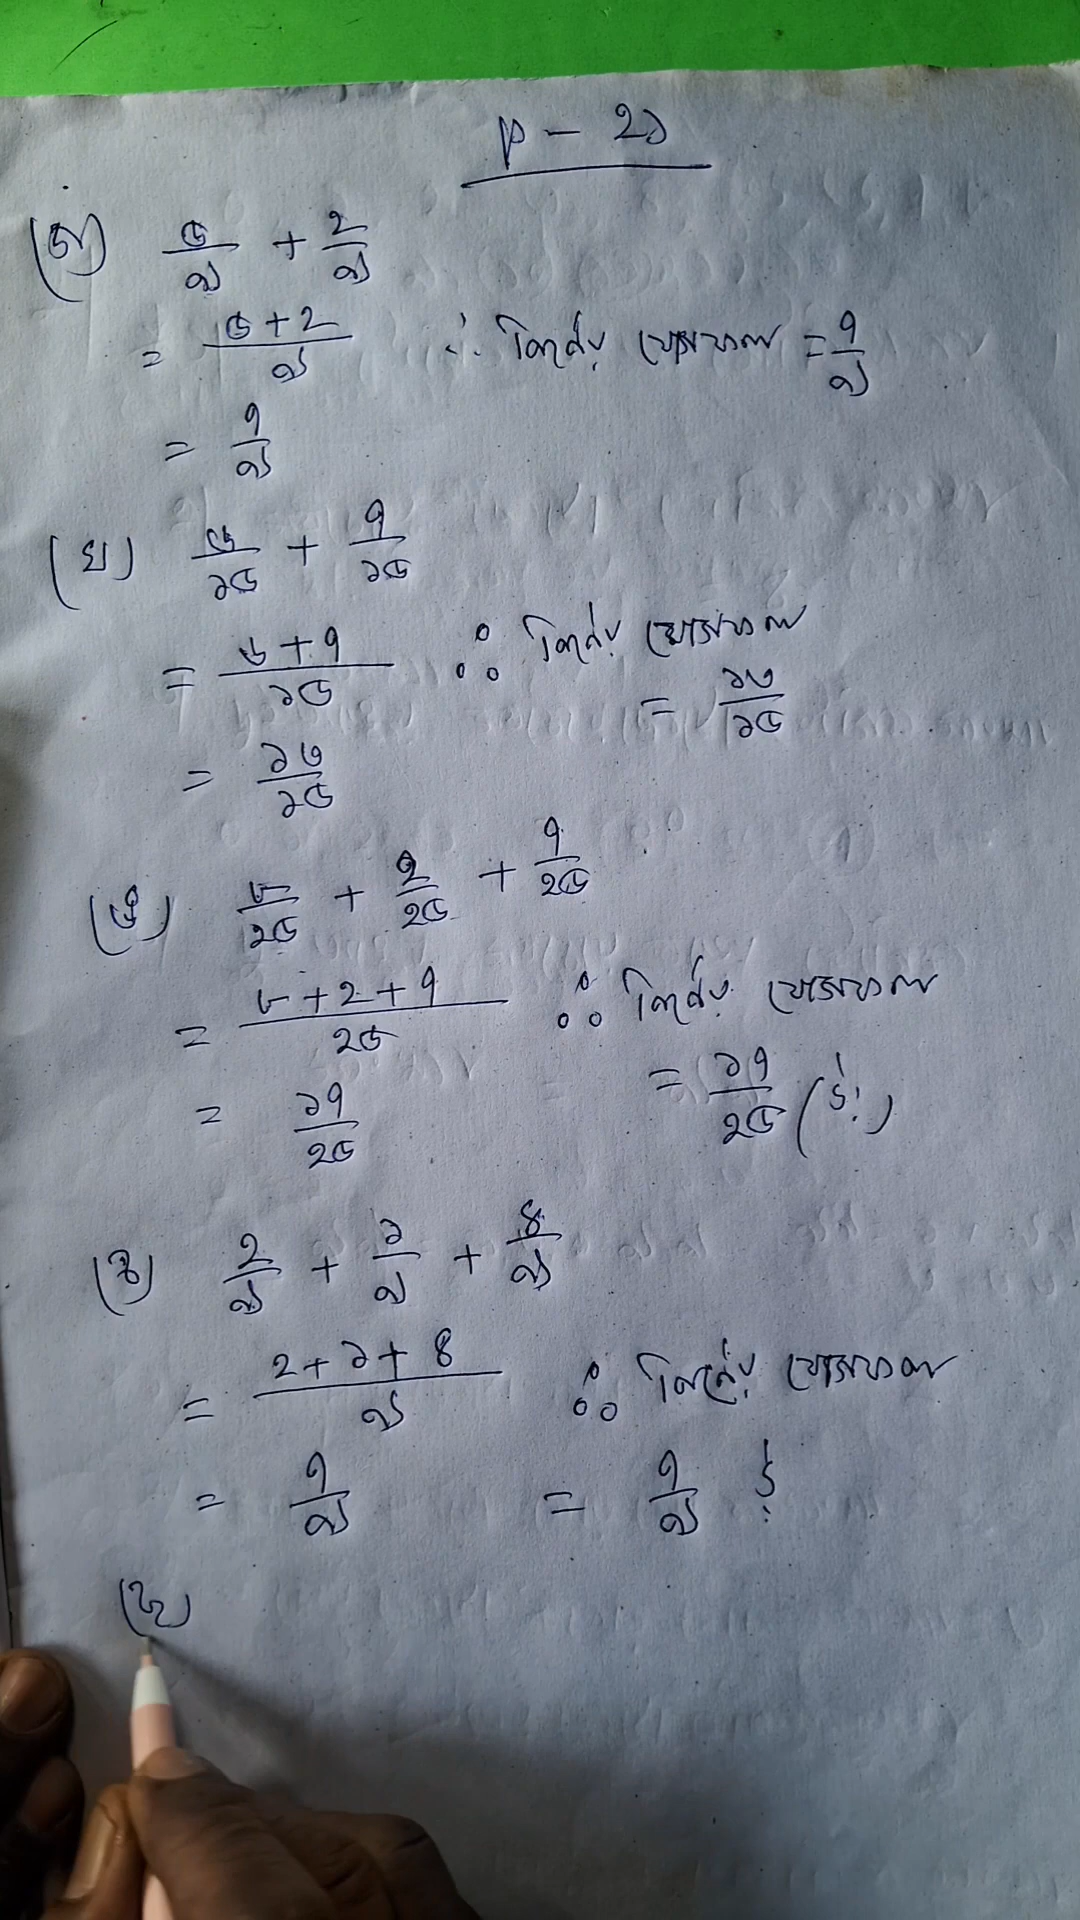 p - ২১
(গ) ৫/৯ + ২/৯
= ৫+২/৯ ∴ নির্ণেয় যোগফল = ৭/৯
= ৭/৯
(ঘ) ৬/১৫ + ৭/১৫
= ৬+৭/১৫ ∴ নির্ণেয় যোগফল
= ১৩/১৫
= ১৩/১৫
(ঙ) ৮/২৫ + ২/২৫ + ৭/২৫
= ৮+২+৭/২৫ ∴ নির্ণেয় যোগফল
= ১৭/২৫ = ১৭/২৫ (উঃ)
(চ) ২/৯ + ১/৯ + ৪/৯
= ২+১+৪/৯ ∴ নির্ণেয় যোগফল
= ৭/৯ = ৭/৯ উঃ
(ছ)